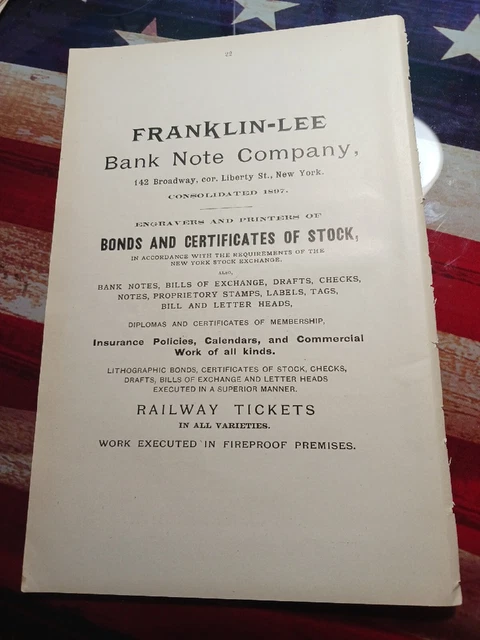 22
FRANKLIN-LEE
Bank Note Company,
142 Broadway, cor. Liberty St., New York.
CONSOLIDATED 1897.
ENGRAVERS AND PRINTERS OF
BONDS AND CERTIFICATES OF STOCK,
IN ACCORDANCE WITH THE REQUIREMENTS OF THE
NEW YORK STOCK EXCHANGE.
ALSO,
BANK NOTES, BILLS OF EXCHANGE, DRAFTS, CHECKS,
NOTES, PROPRIETORY STAMPS, LABELS, TAGS,
BILL AND LETTER HEADS,
DIPLOMAS AND CERTIFICATES OF MEMBERSHIP,
Insurance Policies, Calendars, and Commercial
Work of all kinds.
LITHOGRAPHIC BONDS, CERTIFICATES OF STOCK, CHECKS,
DRAFTS, BILLS OF EXCHANGE AND LETTER HEADS
EXECUTED IN A SUPERIOR MANNER.
RAILWAY TICKETS
IN ALL VARIETIES.
WORK EXECUTED IN FIREPROOF PREMISES.